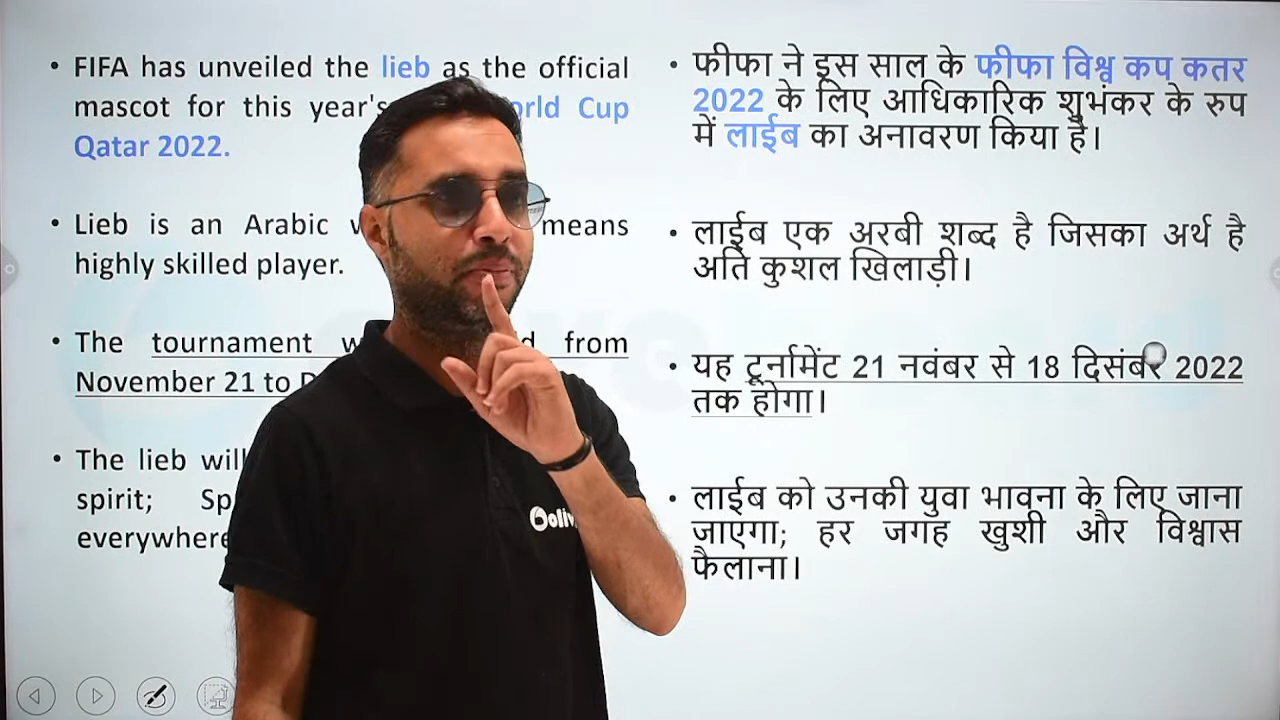 • FIFA has unveiled the lieb as the official
mascot for this year's World Cup
Qatar 2022.
• Lieb is an Arabic means
highly skilled player.
• The tournament from
November 21 to
• The lieb will
spirit;
everywhere
• फीफा ने इस साल के फीफा विश्व कप कतर
2022 के लिए आधिकारिक शुभंकर के रुप
में लाईब का अनावरण किया है।
• लाईब एक अरबी शब्द है जिसका अर्थ है
अति कुशल खिलाड़ी।
• यह टूर्नामेंट 21 नवंबर से 18 दिसंबर 2022
तक होगा।
• लाईब को उनकी युवा भावना के लिए जाना
जाएगा; हर जगह खुशी और विश्वास
फैलाना।